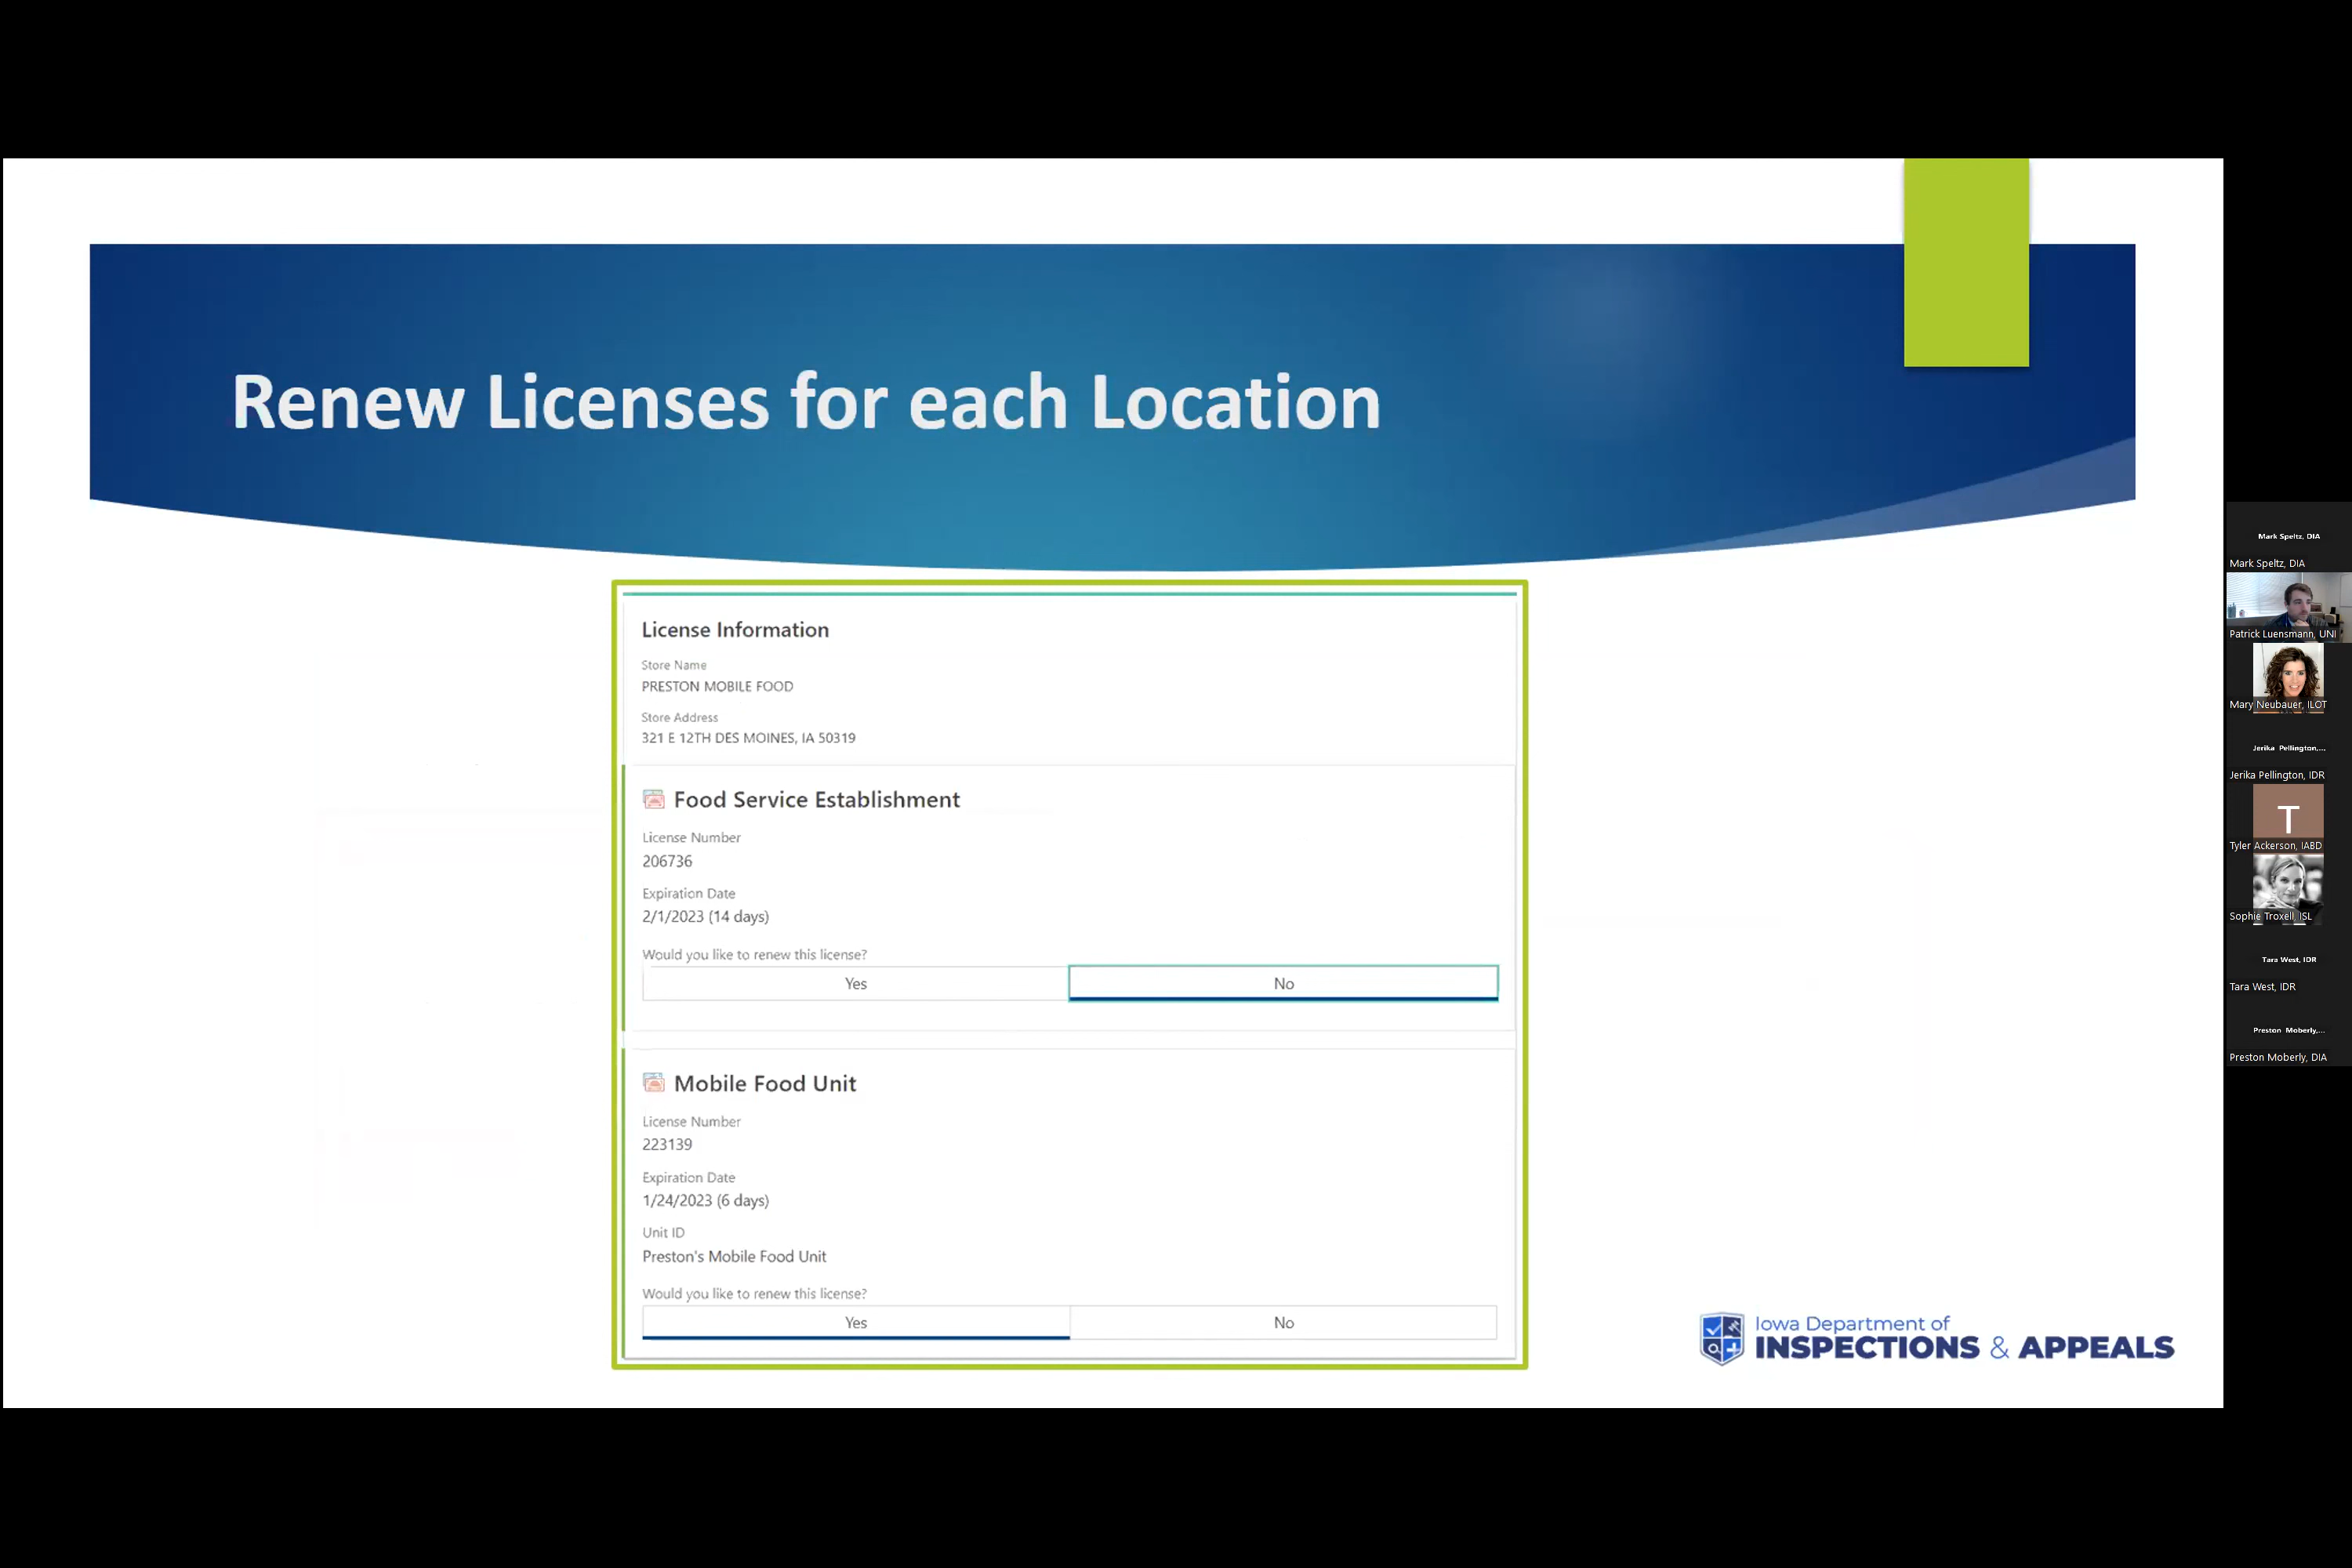 Renew Licenses for each Location
License Information
Store Name
PRESTON MOBILE FOOD
Store Address
321 E 12TH DES MOINES, IA 50319
Food Service Establishment
License Number
206736
Expiration Date
2/1/2023 (14 days)
Would you like to renew this license?
Yes No
Mobile Food Unit
License Number
223139
Expiration Date
1/24/2023 (6 days)
Unit ID
Preston's Mobile Food Unit
Would you like to renew this license?
Yes No
Iowa Department of
INSPECTIONS & APPEALS
Mark Speltz, DIA
Mark Speltz, DIA
Patrick Luensmann, UNI
Mary Neubauer, ILOT
Jerika Pellington,...
Jerika Pellington, IDR
T
Tyler Ackerson, IABD
Sophie Troxell, ISL
Tara West, IDR
Tara West, IDR
Preston Moberly,...
Preston Moberly, DIA